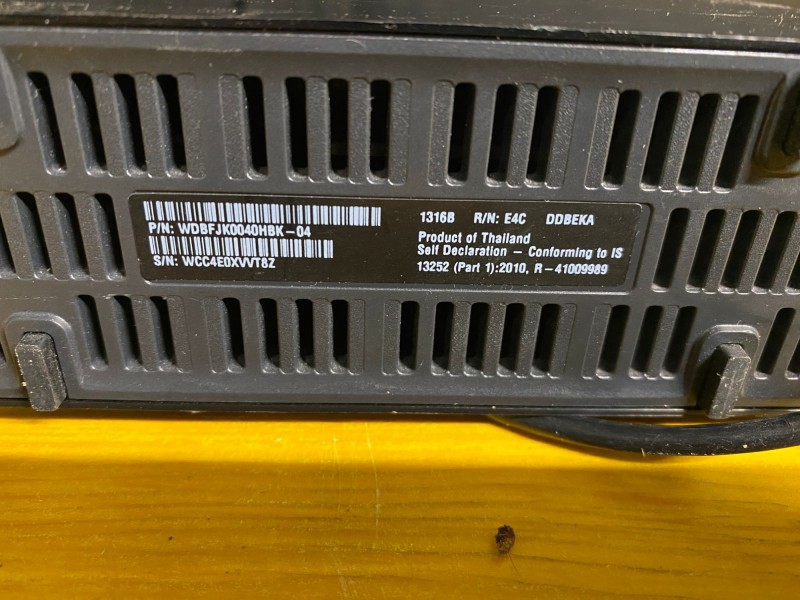 P/N: WDBFJK0040HBK-04
S/N: WCC4E0XVVT8Z
1316B R/N: E4C DDBEKA
Product of Thailand
Self Declaration – Conforming to IS
13252 (Part 1):2010, R-41009989